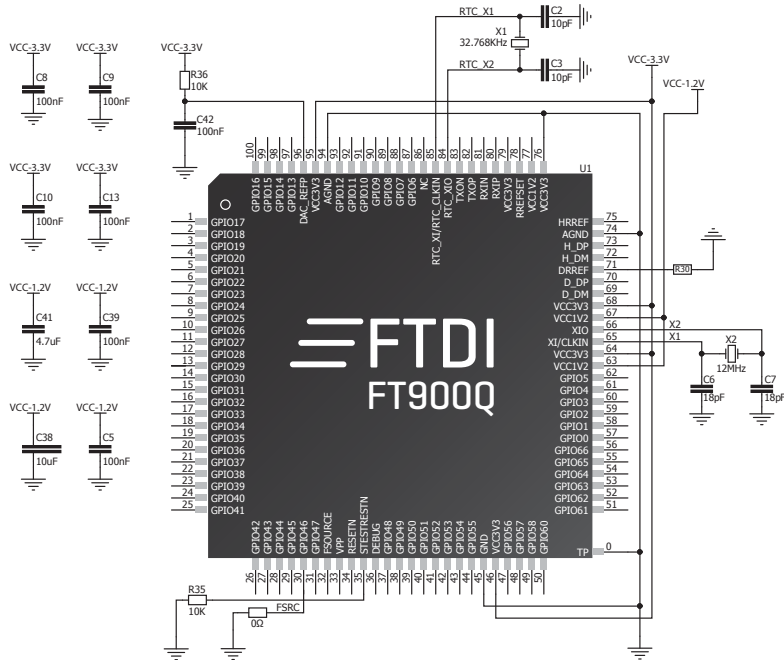 RTC_X1
C2
10pF
X1
32.768KHz
RTC_X2
C3
10pF
VCC-3.3V
VCC-3.3V
VCC-3.3V
VCC-3.3V
VCC-1.2V
C8
100nF
C9
100nF
R36
10K
C42
100nF
VCC-3.3V
VCC-3.3V
C10
100nF
C13
100nF
VCC-1.2V
VCC-1.2V
C41
4.7uF
C39
100nF
VCC-1.2V
VCC-1.2V
C38
10uF
C5
100nF
100 99 98 97 96 95 94 93 92 91 90 89 88 87 86 85 84 83 82 81 80 79 78 77 76
U1
GPIO16
GPIO15
GPIO14
GPIO13
DAC_REFP
VCC3V3
AGND
GPIO12
GPIO11
GPIO10
GPIO9
GPIO8
GPIO7
GPIO6
NC
RTC_XI/RTC_CLKIN
RTC_XIO
TXON
TXOP
RXIN
RXIP
VCC3V3
RREFSET
VCC1V2
VCC3V3
1 GPIO17
2 GPIO18
3 GPIO19
4 GPIO20
5 GPIO21
6 GPIO22
7 GPIO23
8 GPIO24
9 GPIO25
10 GPIO26
11 GPIO27
12 GPIO28
13 GPIO29
14 GPIO30
15 GPIO31
16 GPIO32
17 GPIO33
18 GPIO34
19 GPIO35
20 GPIO36
21 GPIO37
22 GPIO38
23 GPIO39
24 GPIO40
25 GPIO41
FTDI
FT900Q
HRREF 75
AGND 74
H_DP 73
H_DM 72
DRREF 71
D_DP 70
D_DM 69
VCC3V3 68
VCC1V2 67
XIO 66
XI/CLKIN 65
VCC3V3 64
VCC1V2 63
GPIO5 62
GPIO4 61
GPIO3 60
GPIO2 59
GPIO1 58
GPIO0 57
GPIO66 56
GPIO65 55
GPIO64 54
GPIO63 53
GPIO62 52
GPIO61 51
TP 0
R30
X2
X1
X2
12MHz
C6
18pF
C7
18pF
GPIO42
GPIO43
GPIO44
GPIO45
GPIO46
GPIO47
FSOURCE
VPP
RESETN
STESTRESTN
DEBUG
GPIO48
GPIO49
GPIO50
GPIO51
GPIO52
GPIO53
GPIO54
GPIO55
GND
VCC3V3
GPIO56
GPIO57
GPIO58
GPIO60
26 27 28 29 30 31 32 33 34 35 36 37 38 39 40 41 42 43 44 45 46 47 48 49 50
R35
10K
FSRC
0Ω